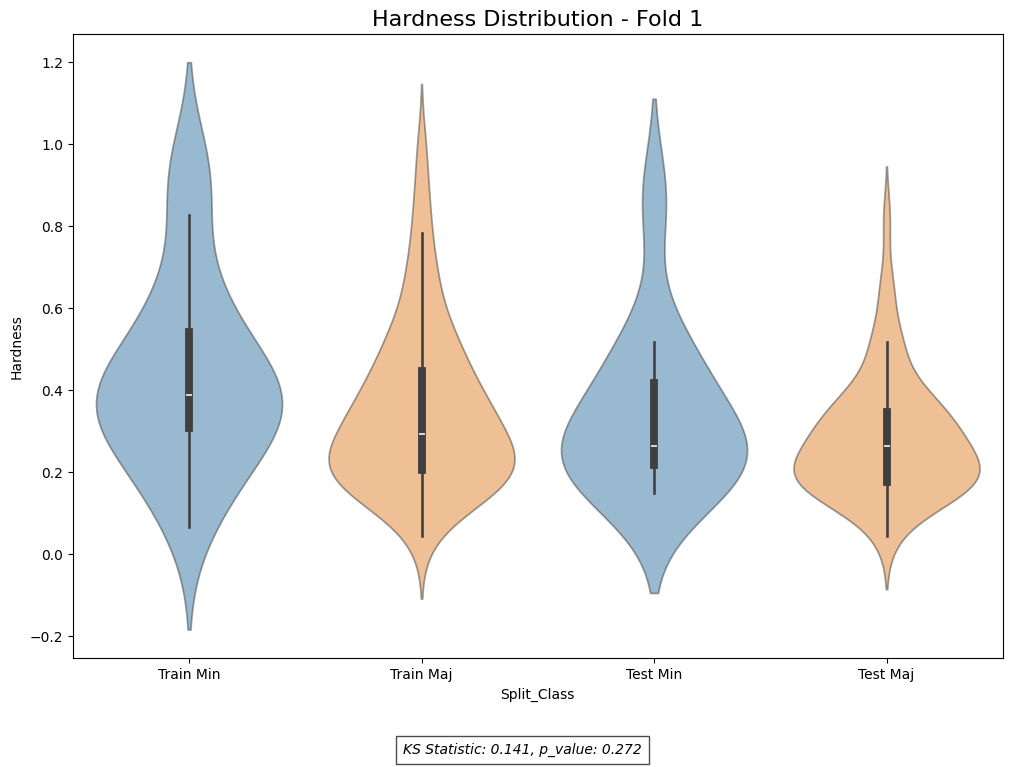 Hardness Distribution - Fold 1
1.2
1.0
0.8
0.6
0.4
0.2
0.0
−0.2
Hardness
Train Min Train Maj Test Min Test Maj
Split_Class
KS Statistic: 0.141, p_value: 0.272